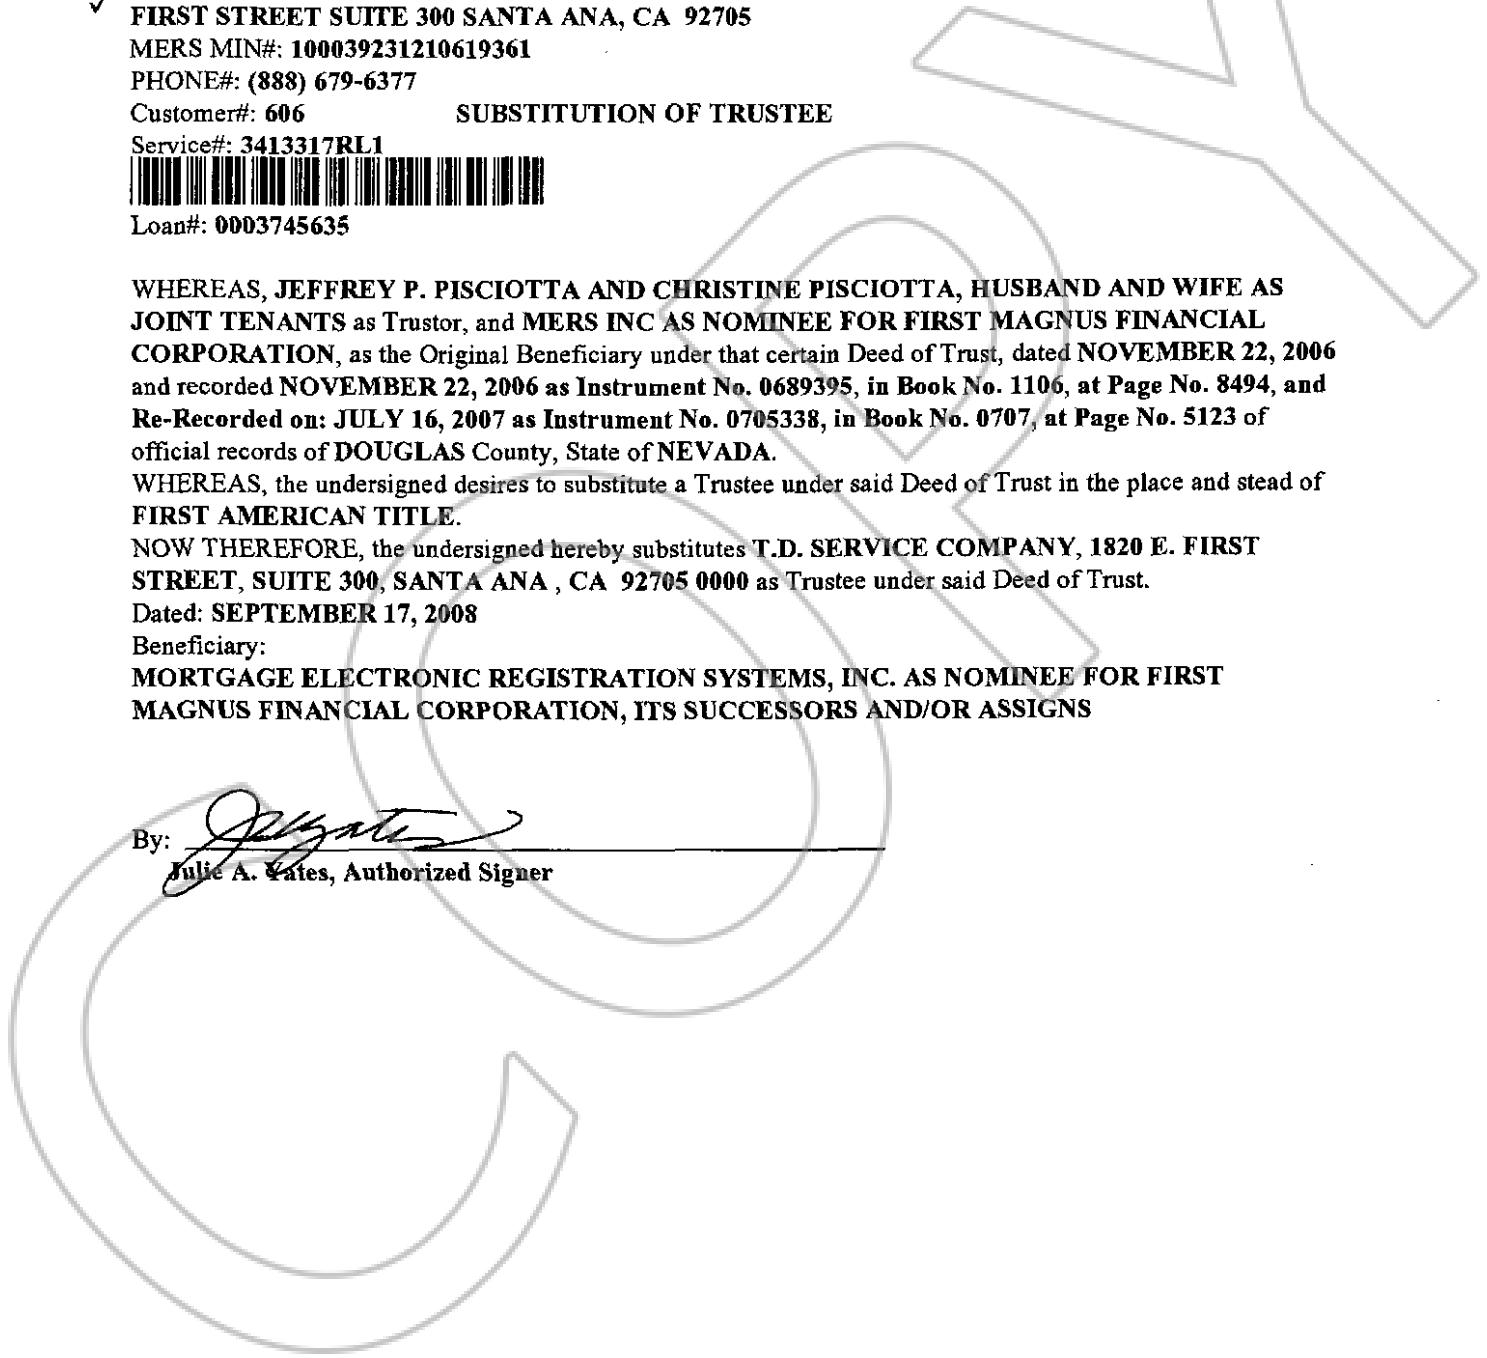 FIRST STREET SUITE 300 SANTA ANA, CA 92705
MERS MIN#: 100039231210619361
PHONE#: (888) 679-6377
Customer#: 606 SUBSTITUTION OF TRUSTEE
Service#: 3413317RL1
Loan#: 0003745635
WHEREAS, JEFFREY P. PISCIOTTA AND CHRISTINE PISCIOTTA, HUSBAND AND WIFE AS
JOINT TENANTS as Trustor, and MERS INC AS NOMINEE FOR FIRST MAGNUS FINANCIAL
CORPORATION, as the Original Beneficiary under that certain Deed of Trust, dated NOVEMBER 22, 2006
and recorded NOVEMBER 22, 2006 as Instrument No. 0689395, in Book No. 1106, at Page No. 8494, and
Re-Recorded on: JULY 16, 2007 as Instrument No. 0705338, in Book No. 0707, at Page No. 5123 of
official records of DOUGLAS County, State of NEVADA.
WHEREAS, the undersigned desires to substitute a Trustee under said Deed of Trust in the place and stead of
FIRST AMERICAN TITLE.
NOW THEREFORE, the undersigned hereby substitutes T.D. SERVICE COMPANY, 1820 E. FIRST
STREET, SUITE 300, SANTA ANA , CA 92705 0000 as Trustee under said Deed of Trust.
Dated: SEPTEMBER 17, 2008
Beneficiary:
MORTGAGE ELECTRONIC REGISTRATION SYSTEMS, INC. AS NOMINEE FOR FIRST
MAGNUS FINANCIAL CORPORATION, ITS SUCCESSORS AND/OR ASSIGNS
By:
Julie A. Yates, Authorized Signer
COPY